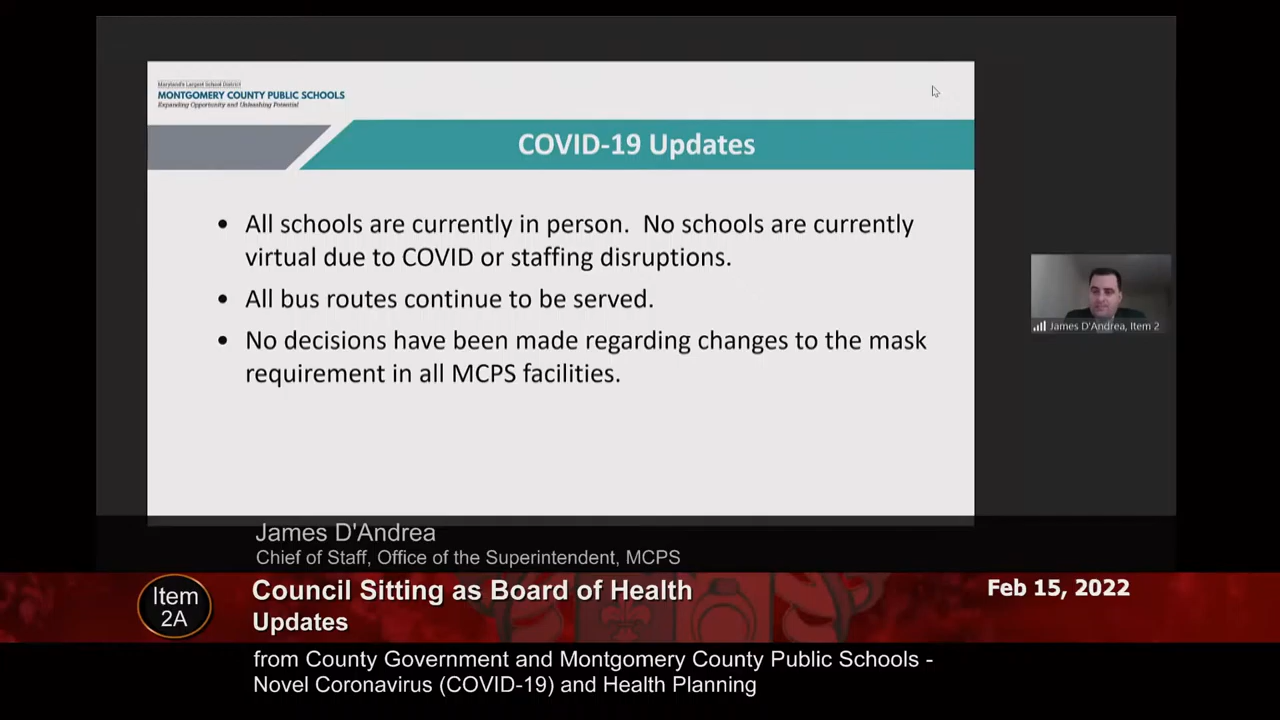 Maryland's Largest School District
MONTGOMERY COUNTY PUBLIC SCHOOLS
Expanding Opportunity and Unleashing Potential
COVID-19 Updates
• All schools are currently in person.  No schools are currently
virtual due to COVID or staffing disruptions.
• All bus routes continue to be served.
• No decisions have been made regarding changes to the mask
requirement in all MCPS facilities.
James D'Andrea, Item 2
James D'Andrea
Chief of Staff, Office of the Superintendent, MCPS
Item
2A
Council Sitting as Board of Health
Updates
Feb 15, 2022
from County Government and Montgomery County Public Schools -
Novel Coronavirus (COVID-19) and Health Planning